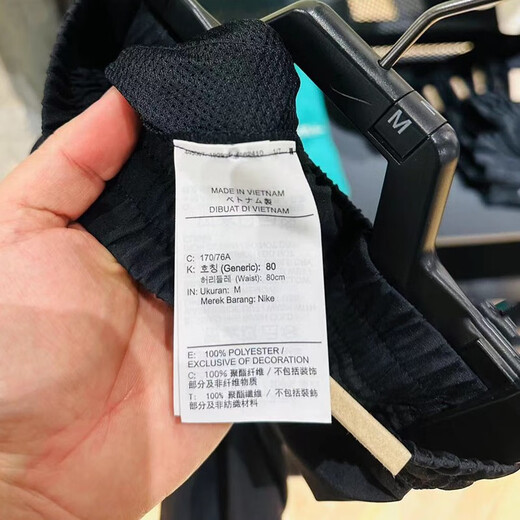 MADE IN VIETNAM
ベトナム製
DIBUAT DI VIETNAM
C: 170/76A
K: 호칭 (Generic): 80
허리둘레 (Waist): 80cm
IN: Ukuran: M
Merek Barang: Nike
E: 100% POLYESTER /
EXCLUSIVE OF DECORATION
C: 100% 聚酯纤维 / 不包括装饰
部分及非纤维物质
T: 100% 聚酯纖維 / 不包括裝飾
部分及非紡織材料
M